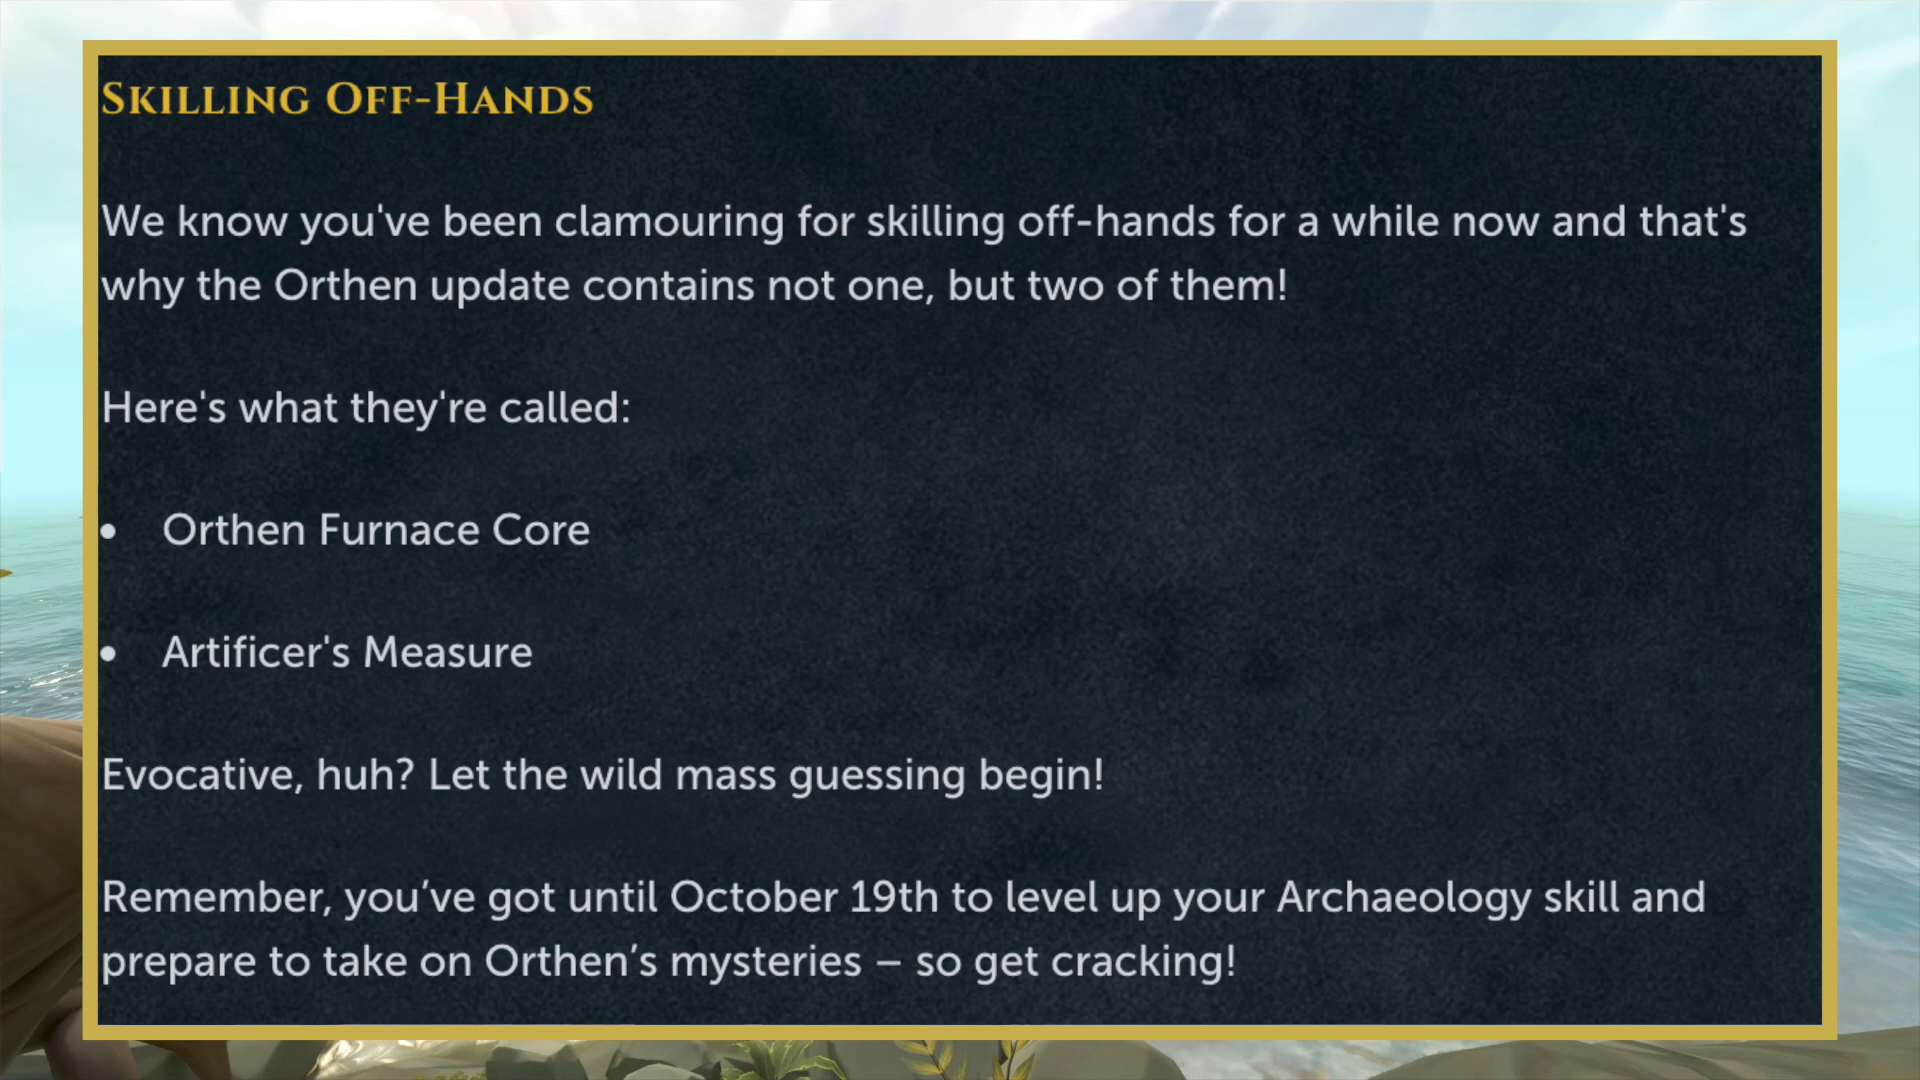 SKILLING OFF-HANDS
We know you've been clamouring for skilling off-hands for a while now and that's
why the Orthen update contains not one, but two of them!
Here's what they're called:
• Orthen Furnace Core
• Artificer's Measure
Evocative, huh? Let the wild mass guessing begin!
Remember, you’ve got until October 19th to level up your Archaeology skill and
prepare to take on Orthen’s mysteries – so get cracking!